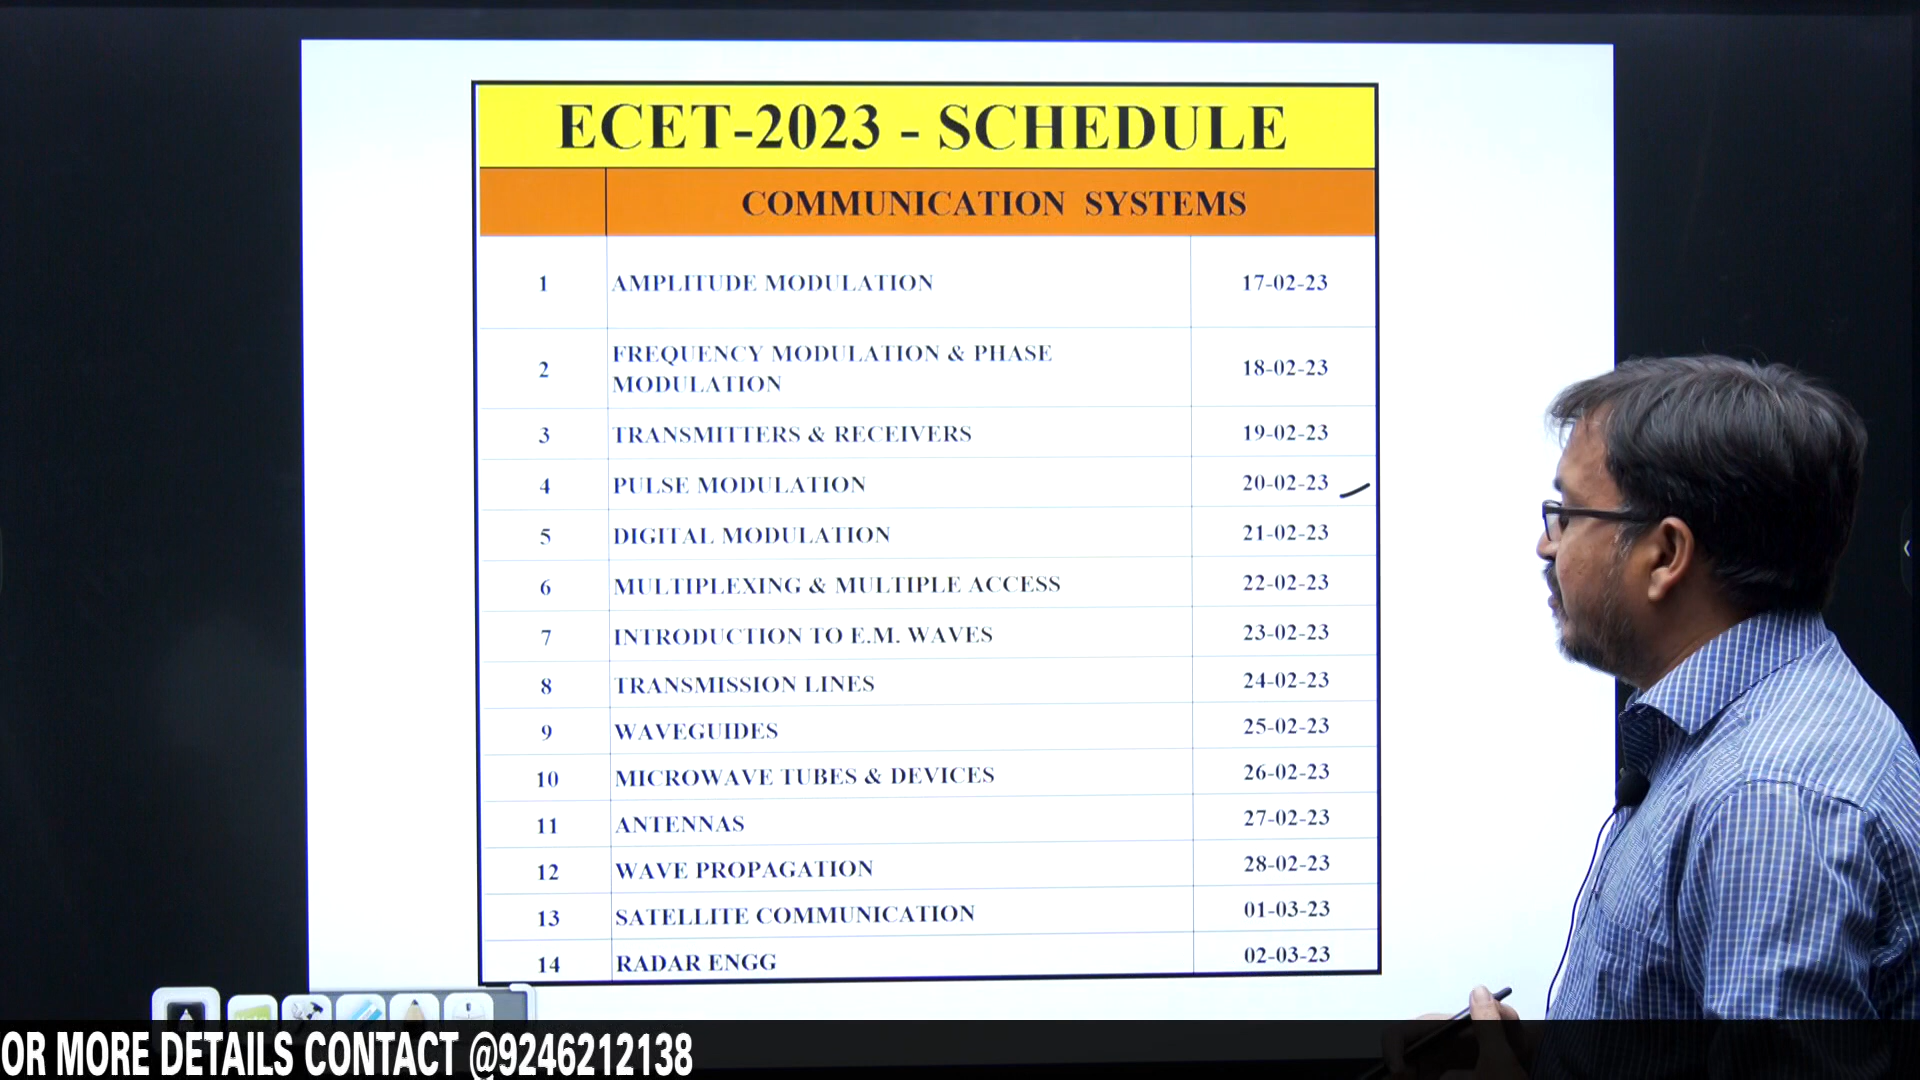 ECET-2023 - SCHEDULE
COMMUNICATION SYSTEMS
1 AMPLITUDE MODULATION 17-02-23
2 FREQUENCY MODULATION & PHASE MODULATION 18-02-23
3 TRANSMITTERS & RECEIVERS 19-02-23
4 PULSE MODULATION 20-02-23
5 DIGITAL MODULATION 21-02-23
6 MULTIPLEXING & MULTIPLE ACCESS 22-02-23
7 INTRODUCTION TO E.M. WAVES 23-02-23
8 TRANSMISSION LINES 24-02-23
9 WAVEGUIDES 25-02-23
10 MICROWAVE TUBES & DEVICES 26-02-23
11 ANTENNAS 27-02-23
12 WAVE PROPAGATION 28-02-23
13 SATELLITE COMMUNICATION 01-03-23
14 RADAR ENGG 02-03-23
OR MORE DETAILS CONTACT @9246212138